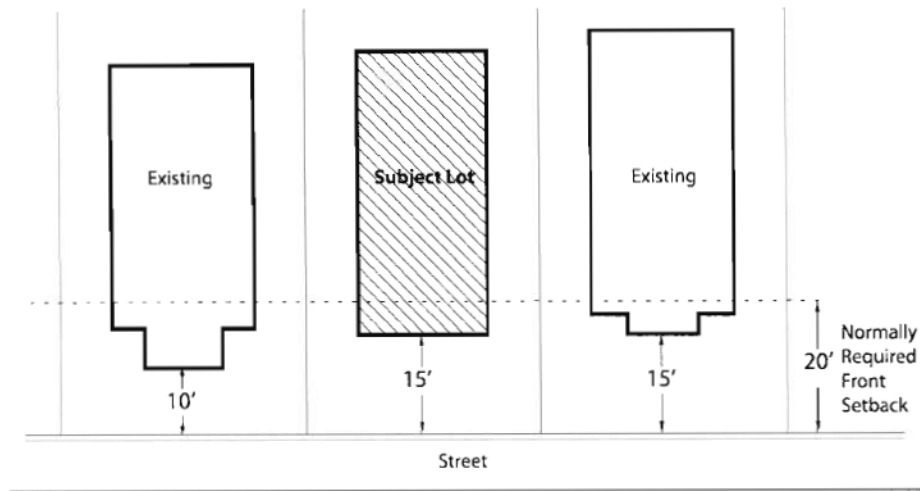 Existing
Subject Lot
Existing
10'
15'
15'
20'
Normally
Required
Front
Setback
Street